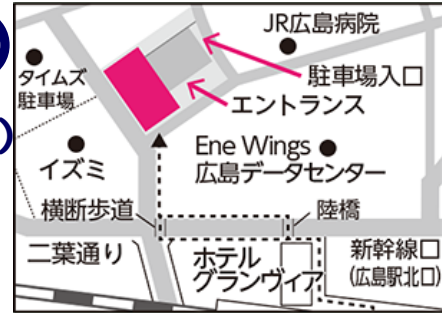 JR広島病院
タイムズ
駐車場
駐車場入口
エントランス
イズミ
Ene Wings
広島データセンター
横断歩道
陸橋
二葉通り
ホテル
グランヴィア
新幹線口
(広島駅北口)